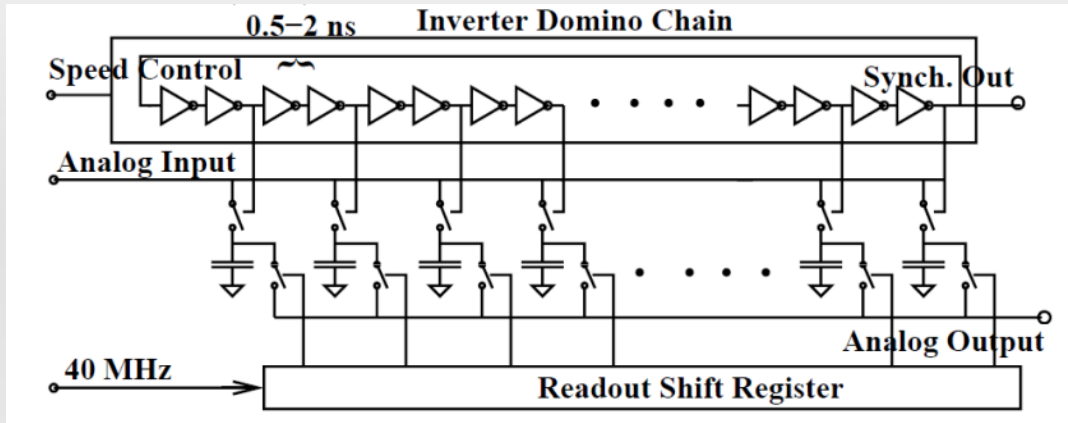 0.5−2 ns
Inverter Domino Chain
Speed Control
Synch. Out
Analog Input
Analog Output
40 MHz
Readout Shift Register